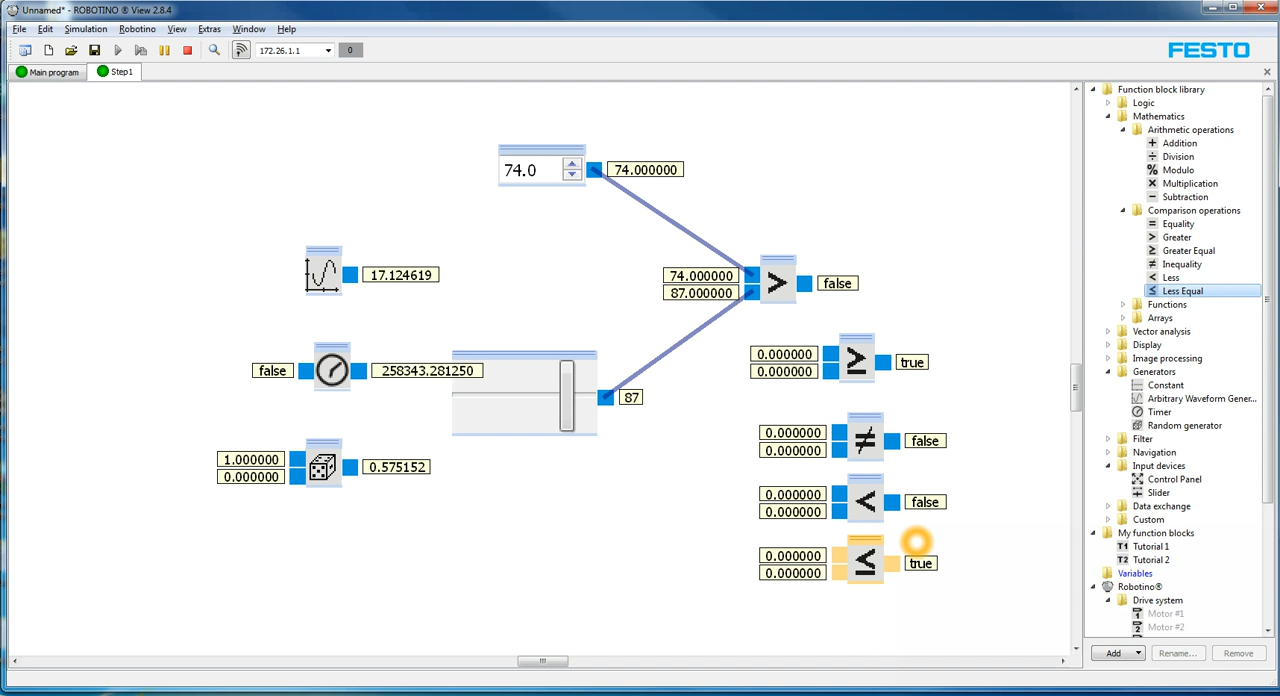 Unnamed* - ROBOTINO ® View 2.8.4
File Edit Simulation Robotino View Extras Window Help
172.26.1.1 0
FESTO
Main program Step1
74.0
74.000000
17.124619
74.000000
87.000000
>
false
false
258343.281250
87
0.000000
0.000000
≥
true
1.000000
0.000000
0.575152
0.000000
0.000000
≠
false
0.000000
0.000000
<
false
0.000000
0.000000
≤
true
Function block library
Logic
Mathematics
Arithmetic operations
+ Addition
÷ Division
% Modulo
× Multiplication
− Subtraction
Comparison operations
= Equality
> Greater
≥ Greater Equal
≠ Inequality
< Less
≤ Less Equal
Functions
Arrays
Vector analysis
Display
Image processing
Generators
Constant
Arbitrary Waveform Gener...
Timer
Random generator
Filter
Navigation
Input devices
Control Panel
Slider
Data exchange
Custom
My function blocks
T1 Tutorial 1
T2 Tutorial 2
Variables
Robotino®
Drive system
1 Motor #1
2 Motor #2
Add Rename... Remove